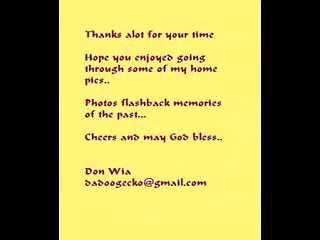 Thanks alot for your time
Hope you enjoyed going
through some of my home
pics..
Photos flashback memories
of the past...
Cheers and may God bless..
Don Wia
dadoogecko@gmail.com